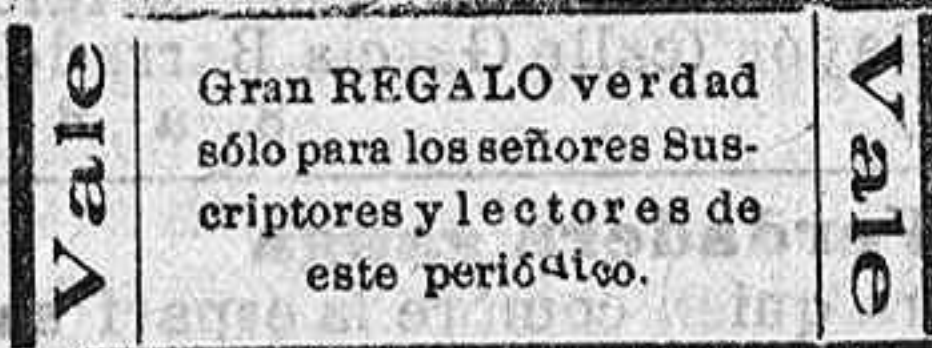 Vale
Gran REGALO verdad
sólo para los señores Sus-
criptores y lectores de
este periódico.
Vale